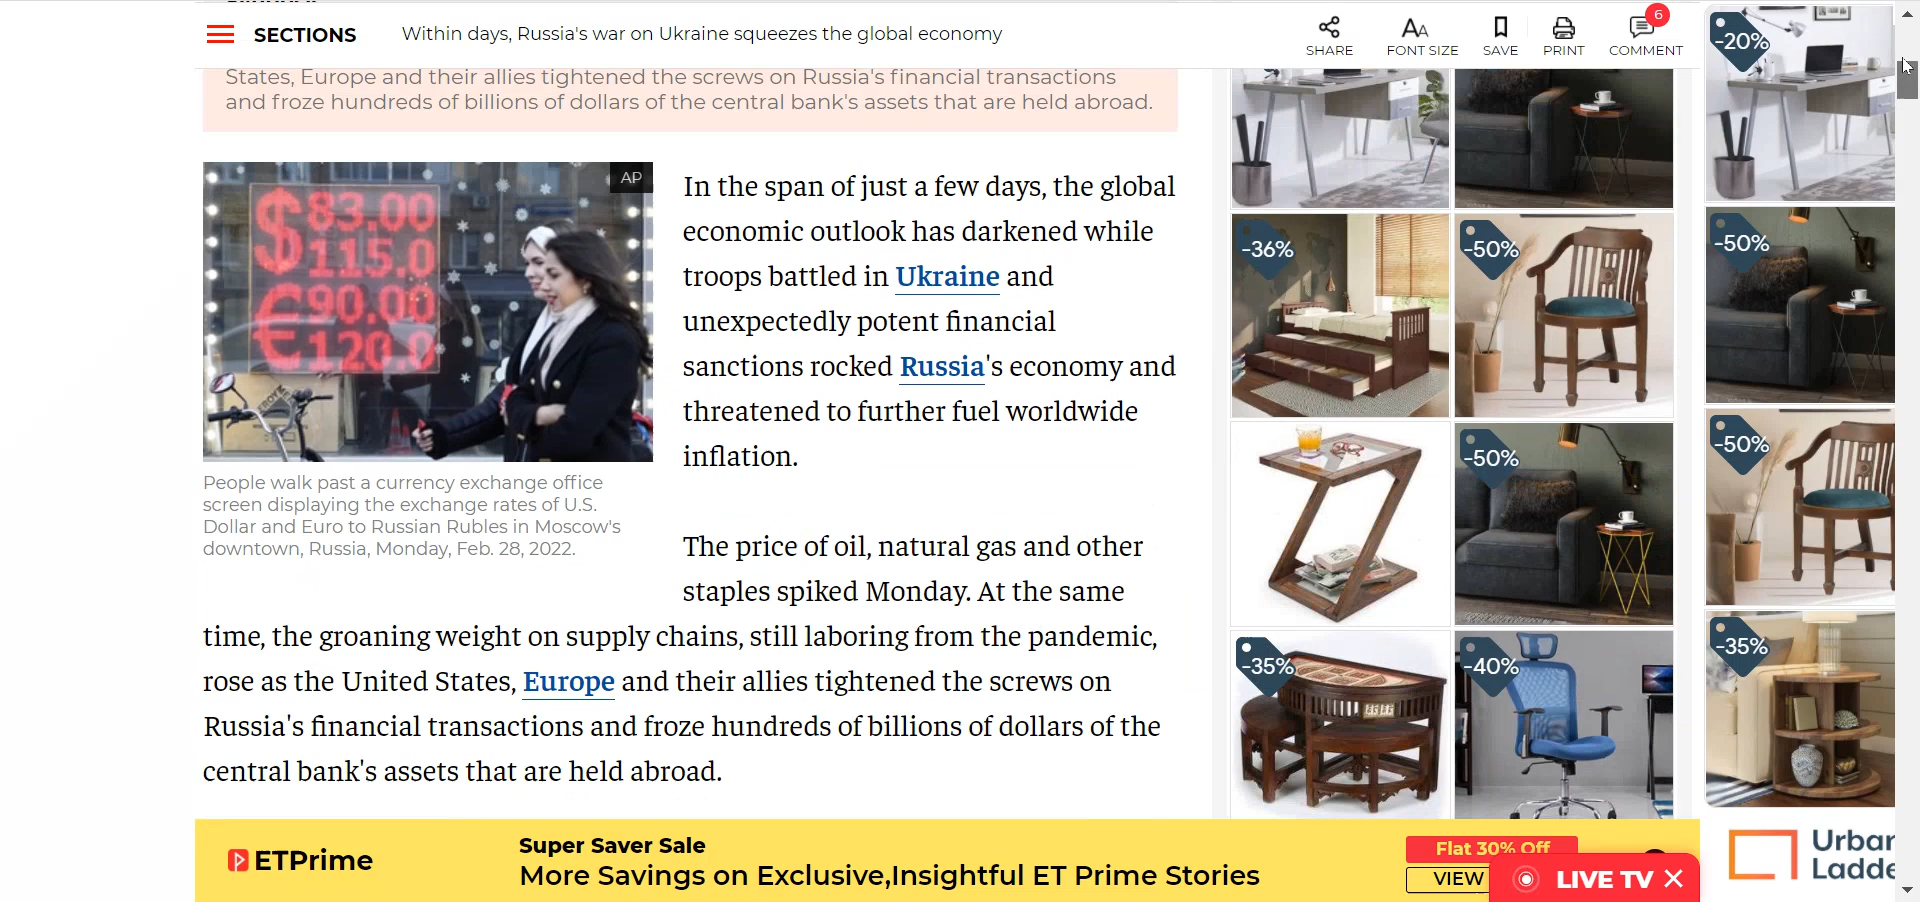 SECTIONS
Within days, Russia's war on Ukraine squeezes the global economy
SHARE
FONT SIZE
SAVE
PRINT
6
COMMENT
States, Europe and their allies tightened the screws on Russia's financial transactions
and froze hundreds of billions of dollars of the central bank's assets that are held abroad.
AP
$ 83.00
115.0
€ 90.00
120.0
People walk past a currency exchange office
screen displaying the exchange rates of U.S.
Dollar and Euro to Russian Rubles in Moscow's
downtown, Russia, Monday, Feb. 28, 2022.
In the span of just a few days, the global
economic outlook has darkened while
troops battled in Ukraine and
unexpectedly potent financial
sanctions rocked Russia's economy and
threatened to further fuel worldwide
inflation.
The price of oil, natural gas and other
staples spiked Monday. At the same
time, the groaning weight on supply chains, still laboring from the pandemic,
rose as the United States, Europe and their allies tightened the screws on
Russia's financial transactions and froze hundreds of billions of dollars of the
central bank's assets that are held abroad.
-36%
-50%
-50%
-35%
-40%
-20%
-50%
-50%
-35%
ETPrime
Super Saver Sale
More Savings on Exclusive,Insightful ET Prime Stories
Flat 30% Off
VIEW
LIVE TV
Urban
Ladde